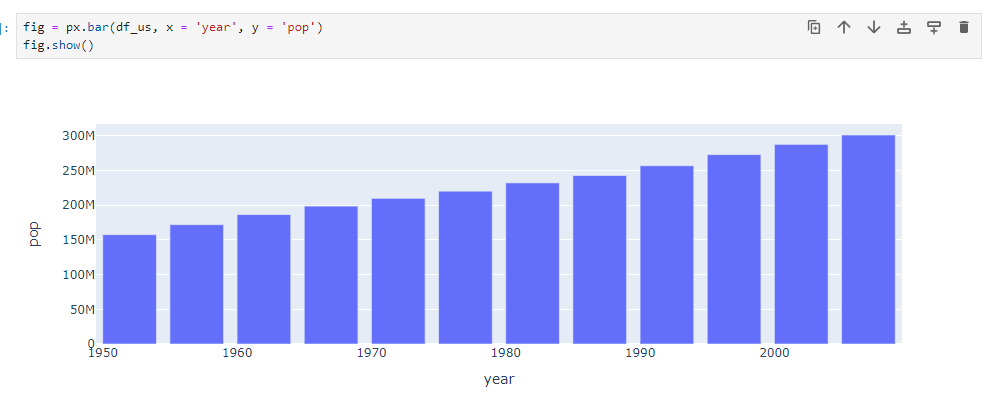 ]: fig = px.bar(df_us, x = 'year', y = 'pop')
fig.show()
300M
250M
200M
150M
100M
50M
0
pop
1950 1960 1970 1980 1990 2000
year